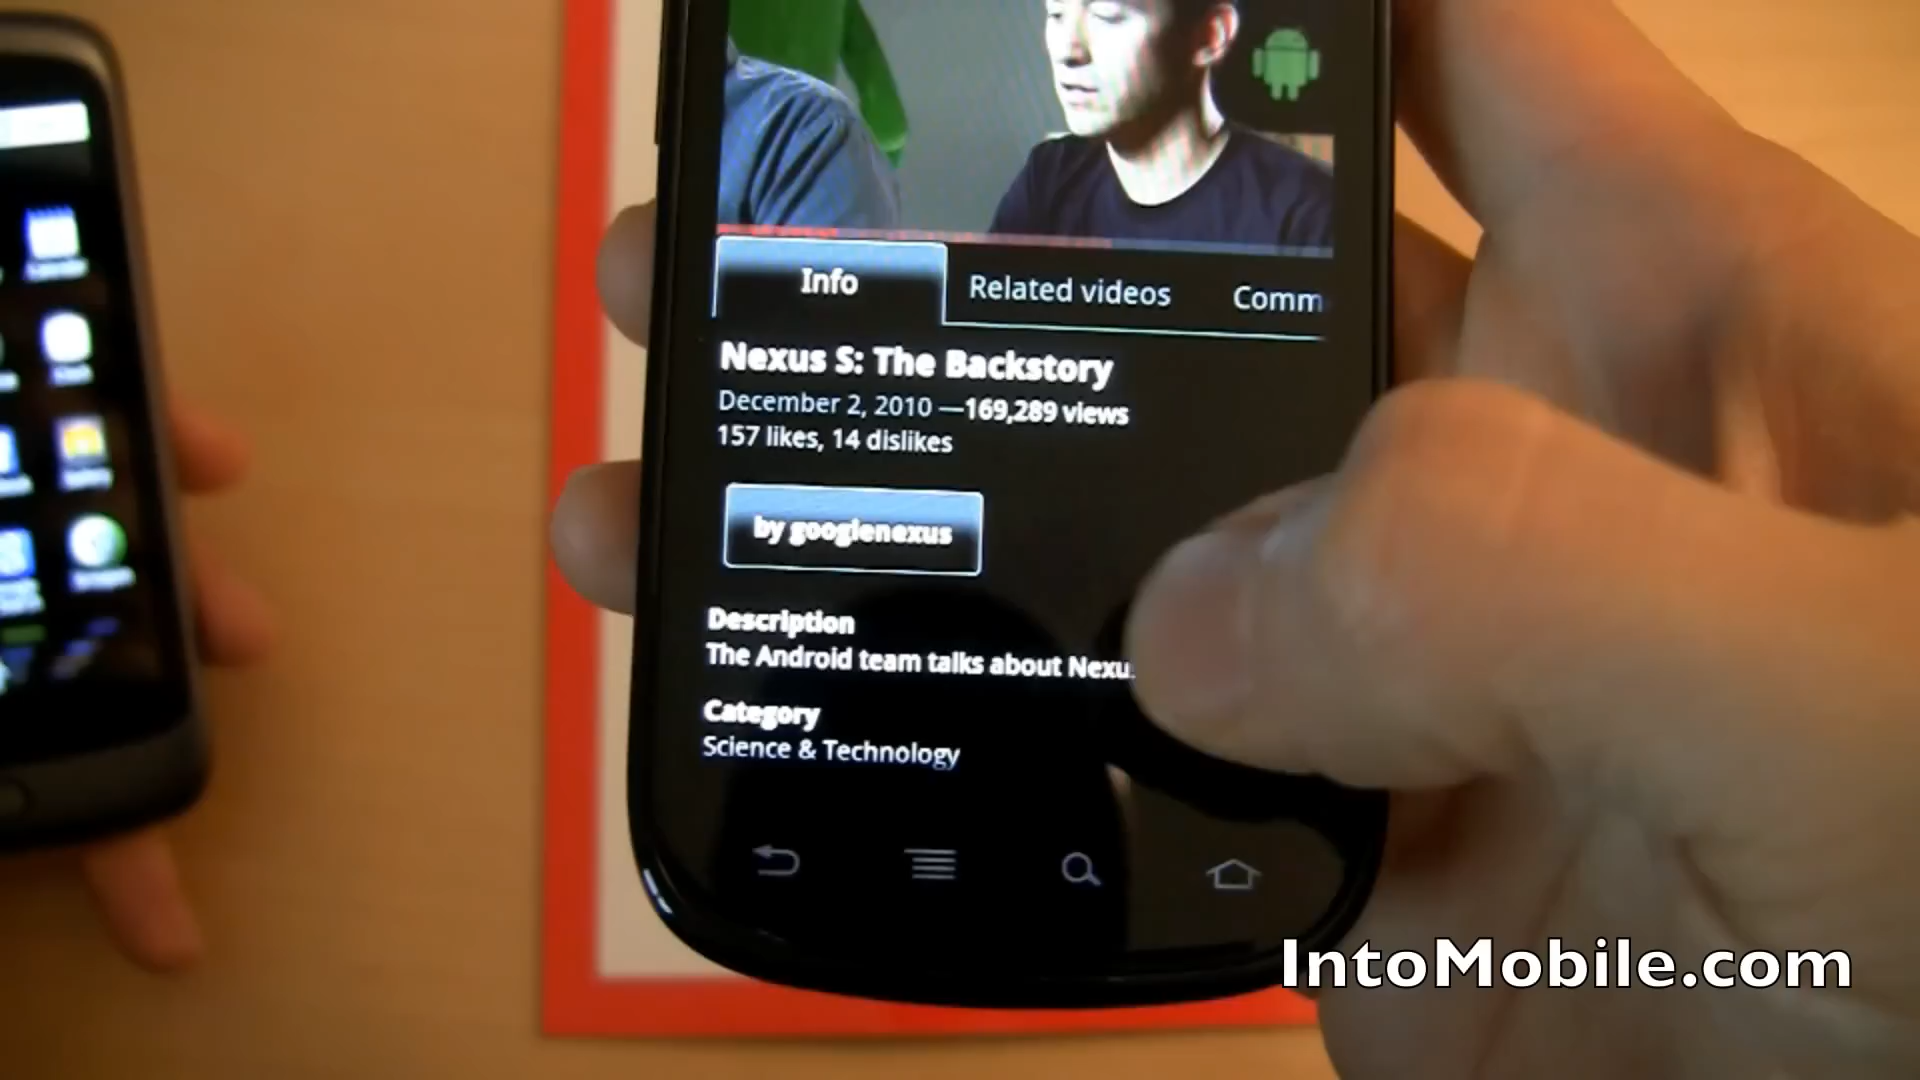 Info
Related videos
Comm
Nexus S: The Backstory
December 2, 2010 —169,289 views
157 likes, 14 dislikes
by googlenexus
Description
The Android team talks about Nexu.
Category
Science & Technology
IntoMobile.com